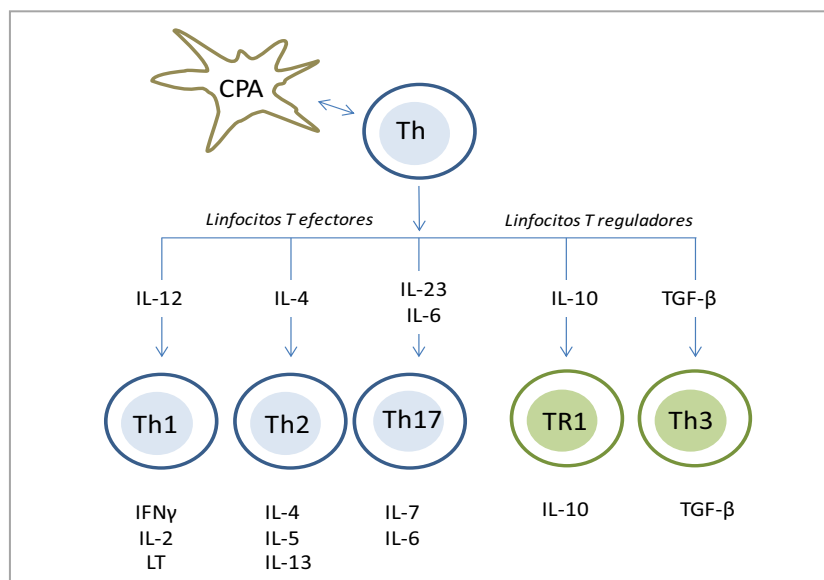 CPA
Th
Linfocitos T efectores
Linfocitos T reguladores
IL-12
IL-4
IL-23
IL-6
IL-10
TGF-β
Th1
Th2
Th17
TR1
Th3
IFNγ
IL-2
LT
IL-4
IL-5
IL-13
IL-7
IL-6
IL-10
TGF-β